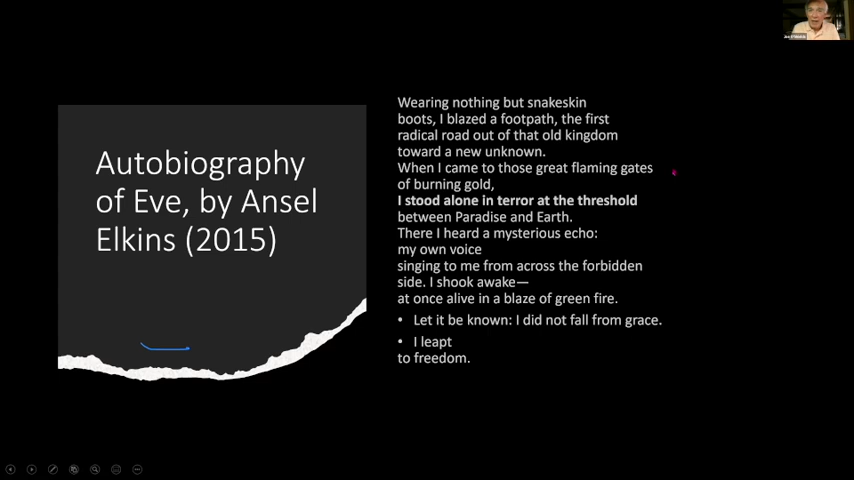 Autobiography
of Eve, by Ansel
Elkins (2015)
Wearing nothing but snakeskin
boots, I blazed a footpath, the first
radical road out of that old kingdom
toward a new unknown.
When I came to those great flaming gates
of burning gold,
I stood alone in terror at the threshold
between Paradise and Earth.
There I heard a mysterious echo:
my own voice
singing to me from across the forbidden
side. I shook awake—
at once alive in a blaze of green fire.
• Let it be known: I did not fall from grace.
• I leapt
to freedom.